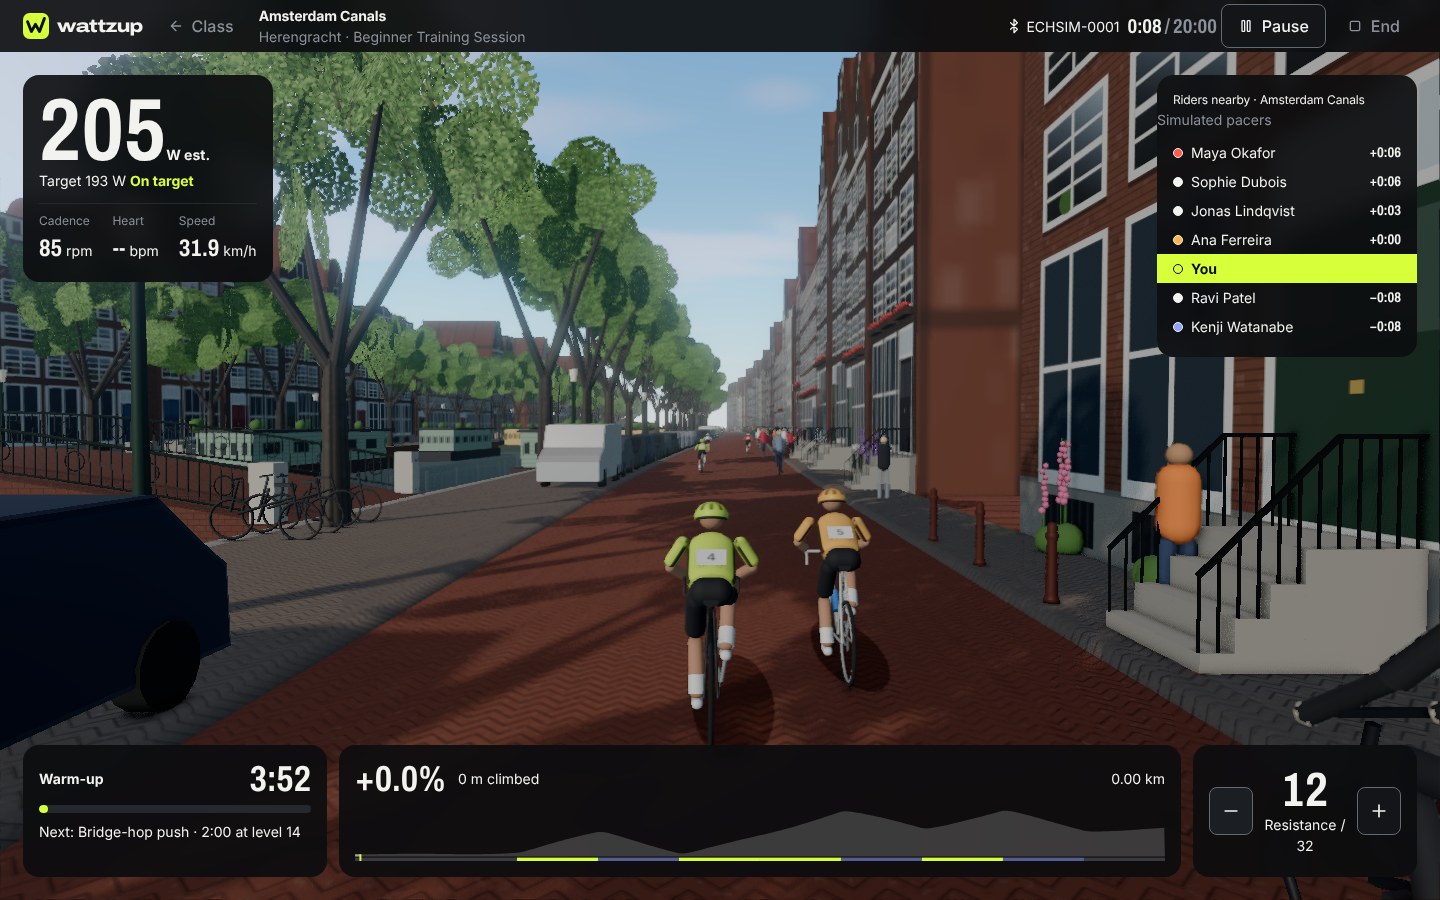 W wattzup
Class
Amsterdam Canals
Herengracht · Beginner Training Session
ECHSIM-0001 0:08 / 20:00
Pause
End
205 W est.
Target 193 W On target
Cadence Heart Speed
85 rpm -- bpm 31.9 km/h
Riders nearby · Amsterdam Canals
Simulated pacers
Maya Okafor +0:06
Sophie Dubois +0:06
Jonas Lindqvist +0:03
Ana Ferreira +0:00
You
Ravi Patel −0:08
Kenji Watanabe −0:08
4
5
Warm-up 3:52
Next: Bridge-hop push · 2:00 at level 14
+0.0% 0 m climbed 0.00 km
− 12 +
Resistance /
32